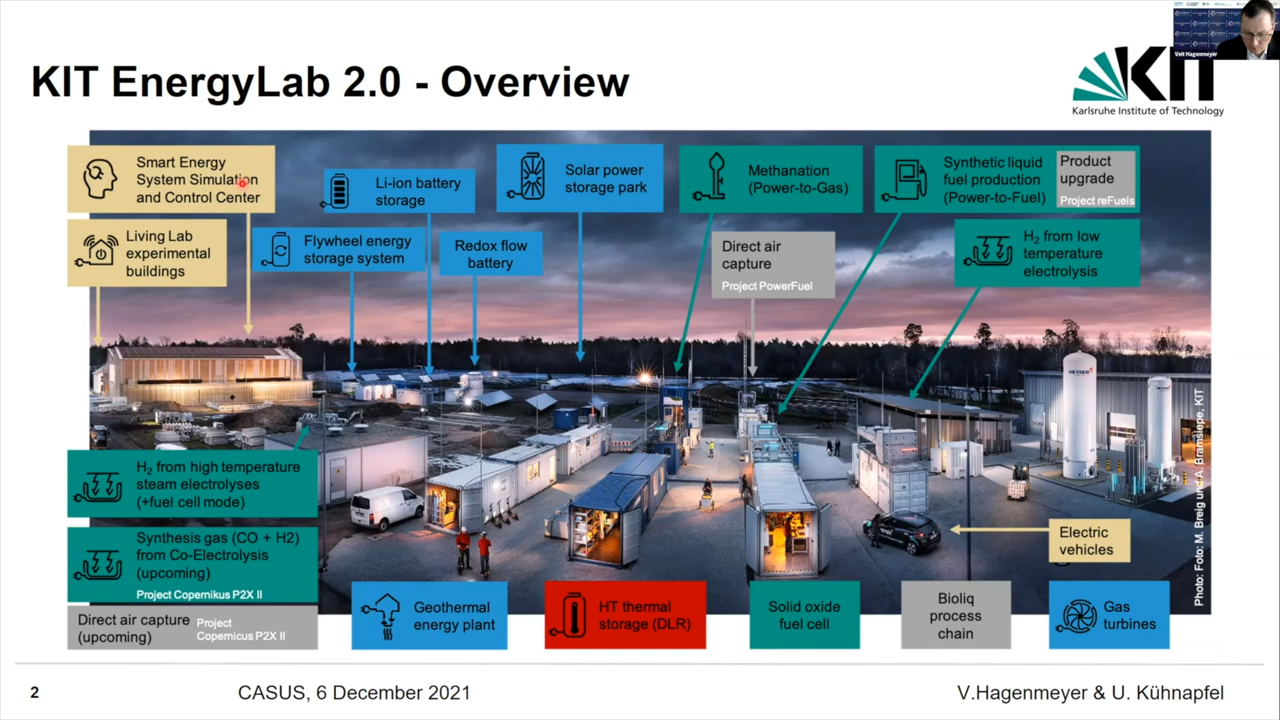 KIT EnergyLab 2.0 - Overview
Veit Hagenmeyer
KIT
Karlsruhe Institute of Technology
Smart Energy
System Simulation
and Control Center
Living Lab
experimental
buildings
Li-ion battery
storage
Flywheel energy
storage system
Redox flow
battery
Solar power
storage park
Methanation
(Power-to-Gas)
Direct air
capture
Project PowerFuel
Synthetic liquid
fuel production
(Power-to-Fuel)
Product
upgrade
Project reFuels
H₂ from low
temperature
electrolysis
MESSER
H₂ from high temperature
steam electrolyses
(+fuel cell mode)
Synthesis gas (CO + H2)
from Co-Electrolysis
(upcoming)
Project Copernikus P2X II
Direct air capture
(upcoming)
Project
Copernicus P2X II
Geothermal
energy plant
HT thermal
storage (DLR)
Solid oxide
fuel cell
Bioliq
process
chain
Gas
turbines
Electric
vehicles
Photo: Foto: M. Breig und A. Bramsiepe, KIT
2
CASUS, 6 December 2021
V.Hagenmeyer & U. Kühnapfel